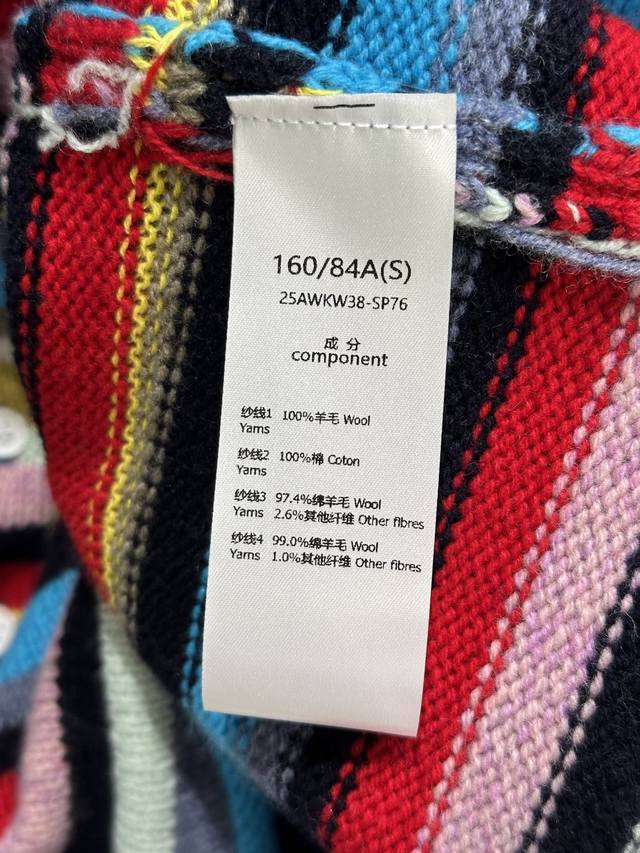 160/84A(S)
25AWKW38-SP76
成 分
component
纱线1 100%羊毛 Wool
Yarns
纱线2 100%棉 Coton
Yarns
纱线3 97.4%绵羊毛 Wool
Yarns 2.6%其他纤维 Other fibres
纱线4 99.0%绵羊毛 Wool
Yarns 1.0%其他纤维 Other fibres